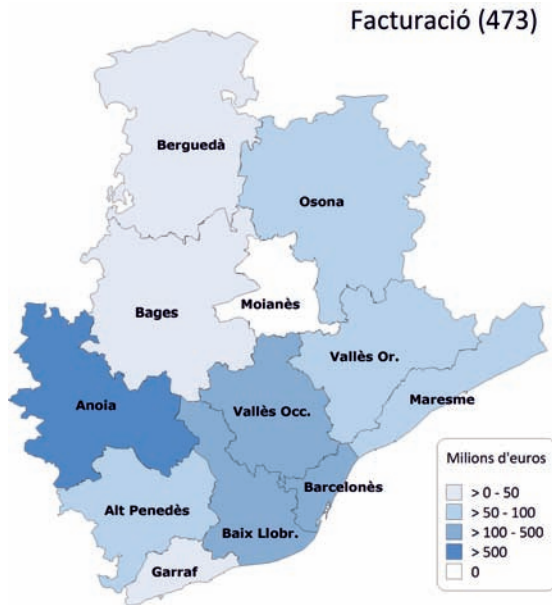 Facturació (473)
Berguedà
Osona
Bages
Moianès
Vallès Or.
Anoia
Vallès Occ.
Maresme
Alt Penedès
Barcelonès
Baix Llobr.
Garraf
Milions d'euros
> 0 - 50
> 50 - 100
> 100 - 500
> 500
0